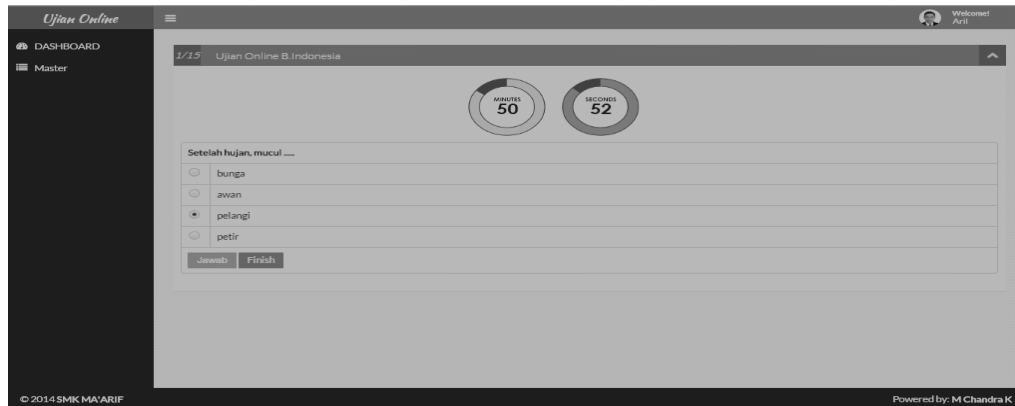 Ujian Online
Welcome!
Aril
DASHBOARD
Master
1/15 Ujian Online B.Indonesia
MINUTES
50
SECONDS
52
Setelah hujan, mucul .....
bunga
awan
pelangi
petir
Jawab Finish
© 2014 SMK MA'ARIF
Powered by: M Chandra K